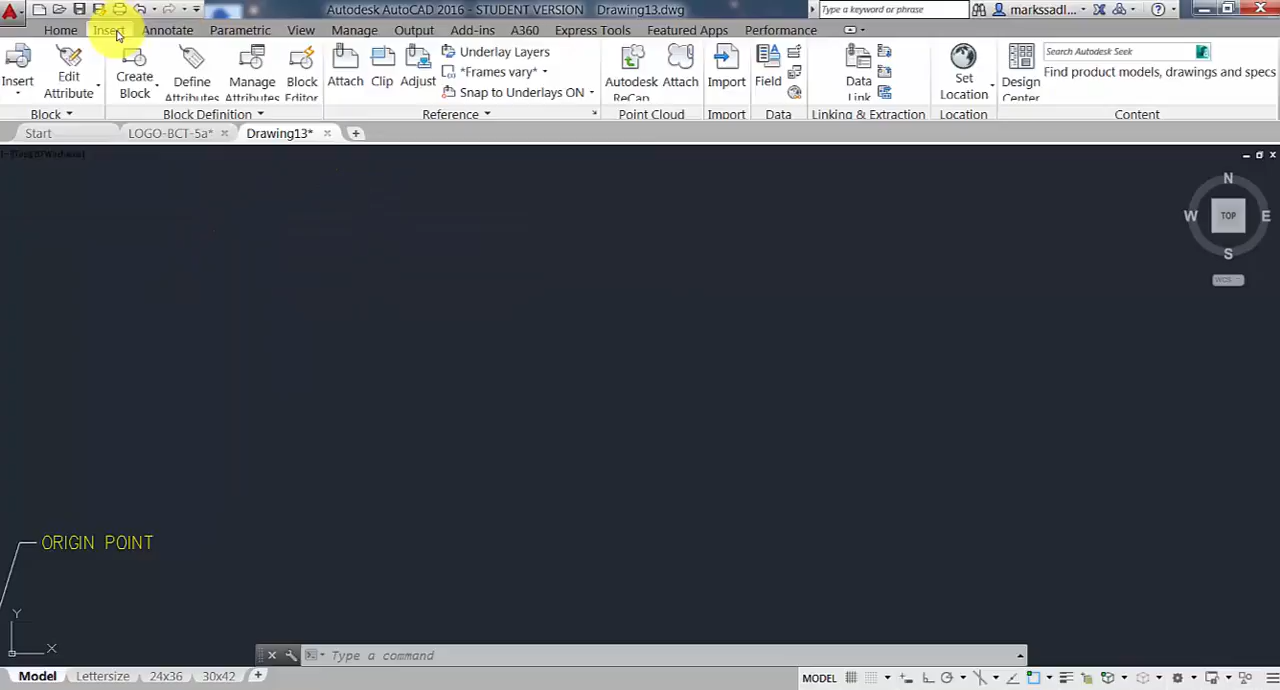 Autodesk AutoCAD 2016 - STUDENT VERSION Drawing13.dwg
Type a keyword or phrase
markssadl...
Home Insert Annotate Parametric View Manage Output Add-ins A360 Express Tools Featured Apps Performance
Insert
Edit
Attribute
Create
Block
Define
Attributes
Manage
Attributes
Block
Editor
Attach
Clip
Adjust
Underlay Layers
*Frames vary*
Snap to Underlays ON
Autodesk
ReCap
Attach
Import
Field
Data
Link
Set
Location
Design
Center
Search Autodesk Seek
Find product models, drawings and specs
Block Block Definition Reference Point Cloud Import Data Linking & Extraction Location Content
Start LOGO-BCT-5a* Drawing13*
N
W TOP E
S
WCS
ORIGIN POINT
Y
X
Type a command
Model Lettersize 24x36 30x42
MODEL